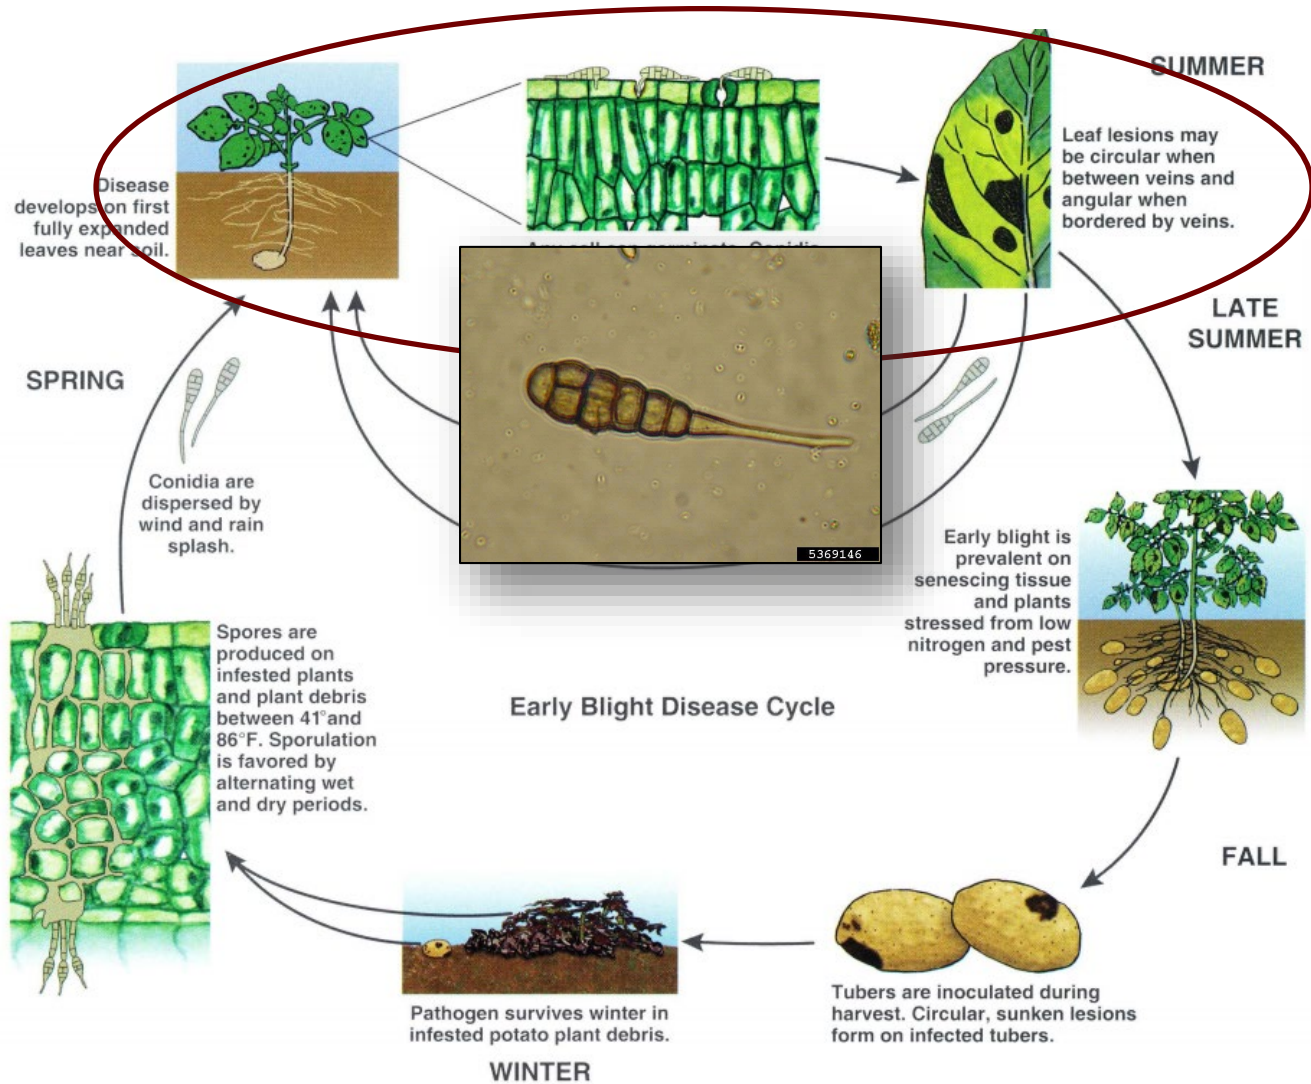 SUMMER
Leaf lesions may
be circular when
between veins and
angular when
bordered by veins.
Disease
develops on first
fully expanded
leaves near soil.
LATE
SUMMER
SPRING
Conidia are
dispersed by
wind and rain
splash.
5369146
Early blight is
prevalent on
senescing tissue
and plants
stressed from low
nitrogen and pest
pressure.
Spores are
produced on
infested plants
and plant debris
between 41°and
86°F. Sporulation
is favored by
alternating wet
and dry periods.
Early Blight Disease Cycle
FALL
Tubers are inoculated during
harvest. Circular, sunken lesions
form on infected tubers.
Pathogen survives winter in
infested potato plant debris.
WINTER